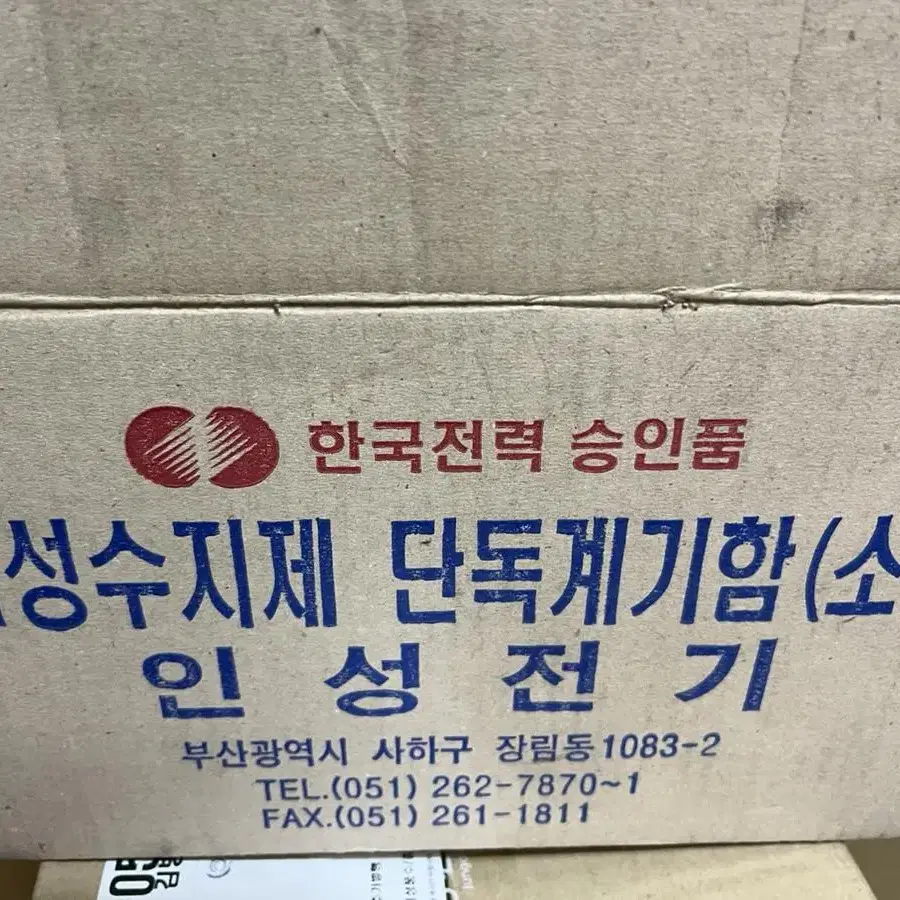 한국전력 승인품
성수지제 단독계기함(소
인성전기
부산광역시 사하구 장림동1083-2
TEL.(051) 262-7870~1
FAX.(051) 261-1811